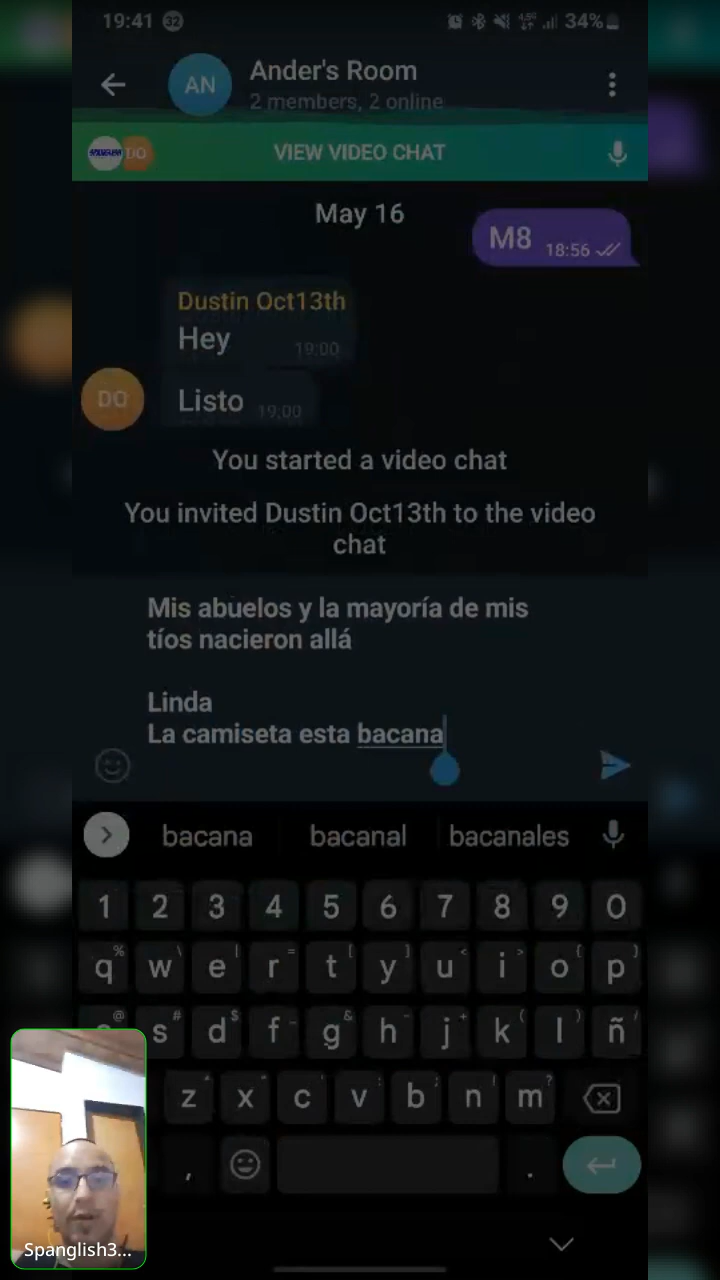 19:41 32 34%
AN Ander's Room
2 members, 2 online
DO VIEW VIDEO CHAT
May 16
M8 18:56
Dustin Oct13th
Hey 19:00
DO Listo 19:00
You started a video chat
You invited Dustin Oct13th to the video
chat
Mis abuelos y la mayoría de mis
tíos nacieron allá
Linda
La camiseta esta bacana
bacana bacanal bacanales
1 2 3 4 5 6 7 8 9 0
% \ | = [ ] < > { }
q w e r t y u i o p
@ # $ _ & - + ( ) /
s d f g h j k l ñ
* " ' : ; ! ?
z x c v b n m
, .
Spanglish3...